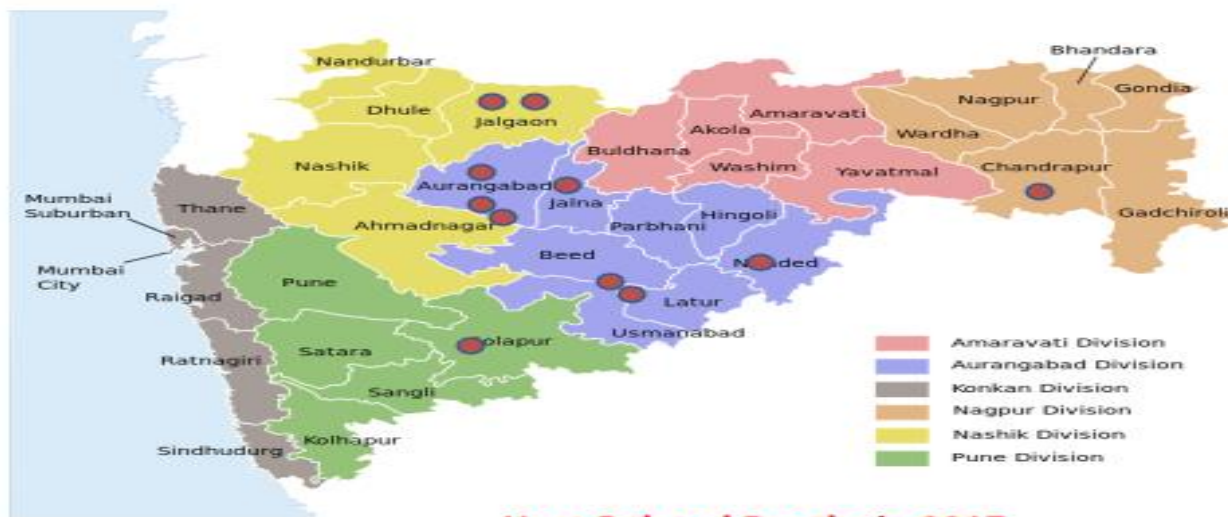 Bhandara
Nandurbar
Gondia
Nagpur
Dhule
Amaravati
Jalgaon
Akola
Wardha
Buldhana
Nashik
Washim
Chandrapur
Yavatmal
Aurangabad
Mumbai
Suburban
Jalna
Thane
Hingoli
Gadchiroli
Ahmadnagar
Parbhani
Beed
Mumbai
City
Pune
Raigad
Latur
Usmanabad
olapur
Amaravati Division
Satara
Ratnagiri
Aurangabad Division
Konkan Division
Sangli
Nagpur Division
Kolhapur
Nashik Division
Sindhudurg
Pune Division